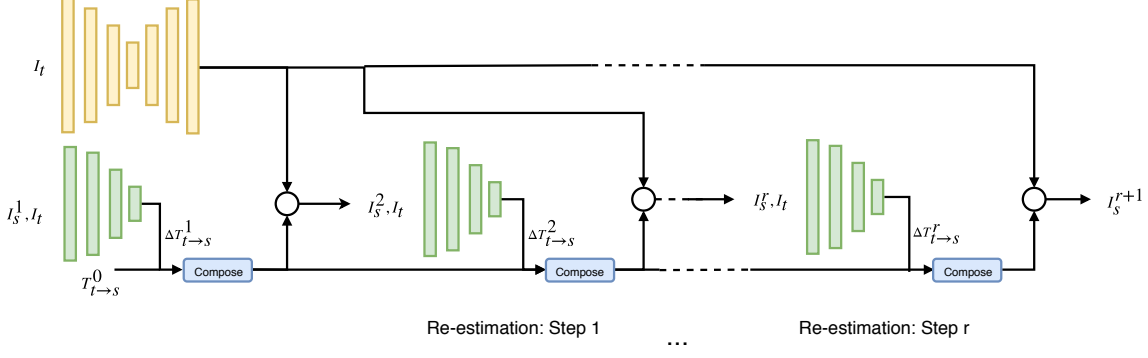 I_t
I_s^1, I_t
ΔT_{t→s}^1
T_{t→s}^0
Compose
I_s^2, I_t
ΔT_{t→s}^2
Compose
I_s^r, I_t
ΔT_{t→s}^r
Compose
I_s^{r+1}
Re-estimation: Step 1
...
Re-estimation: Step r